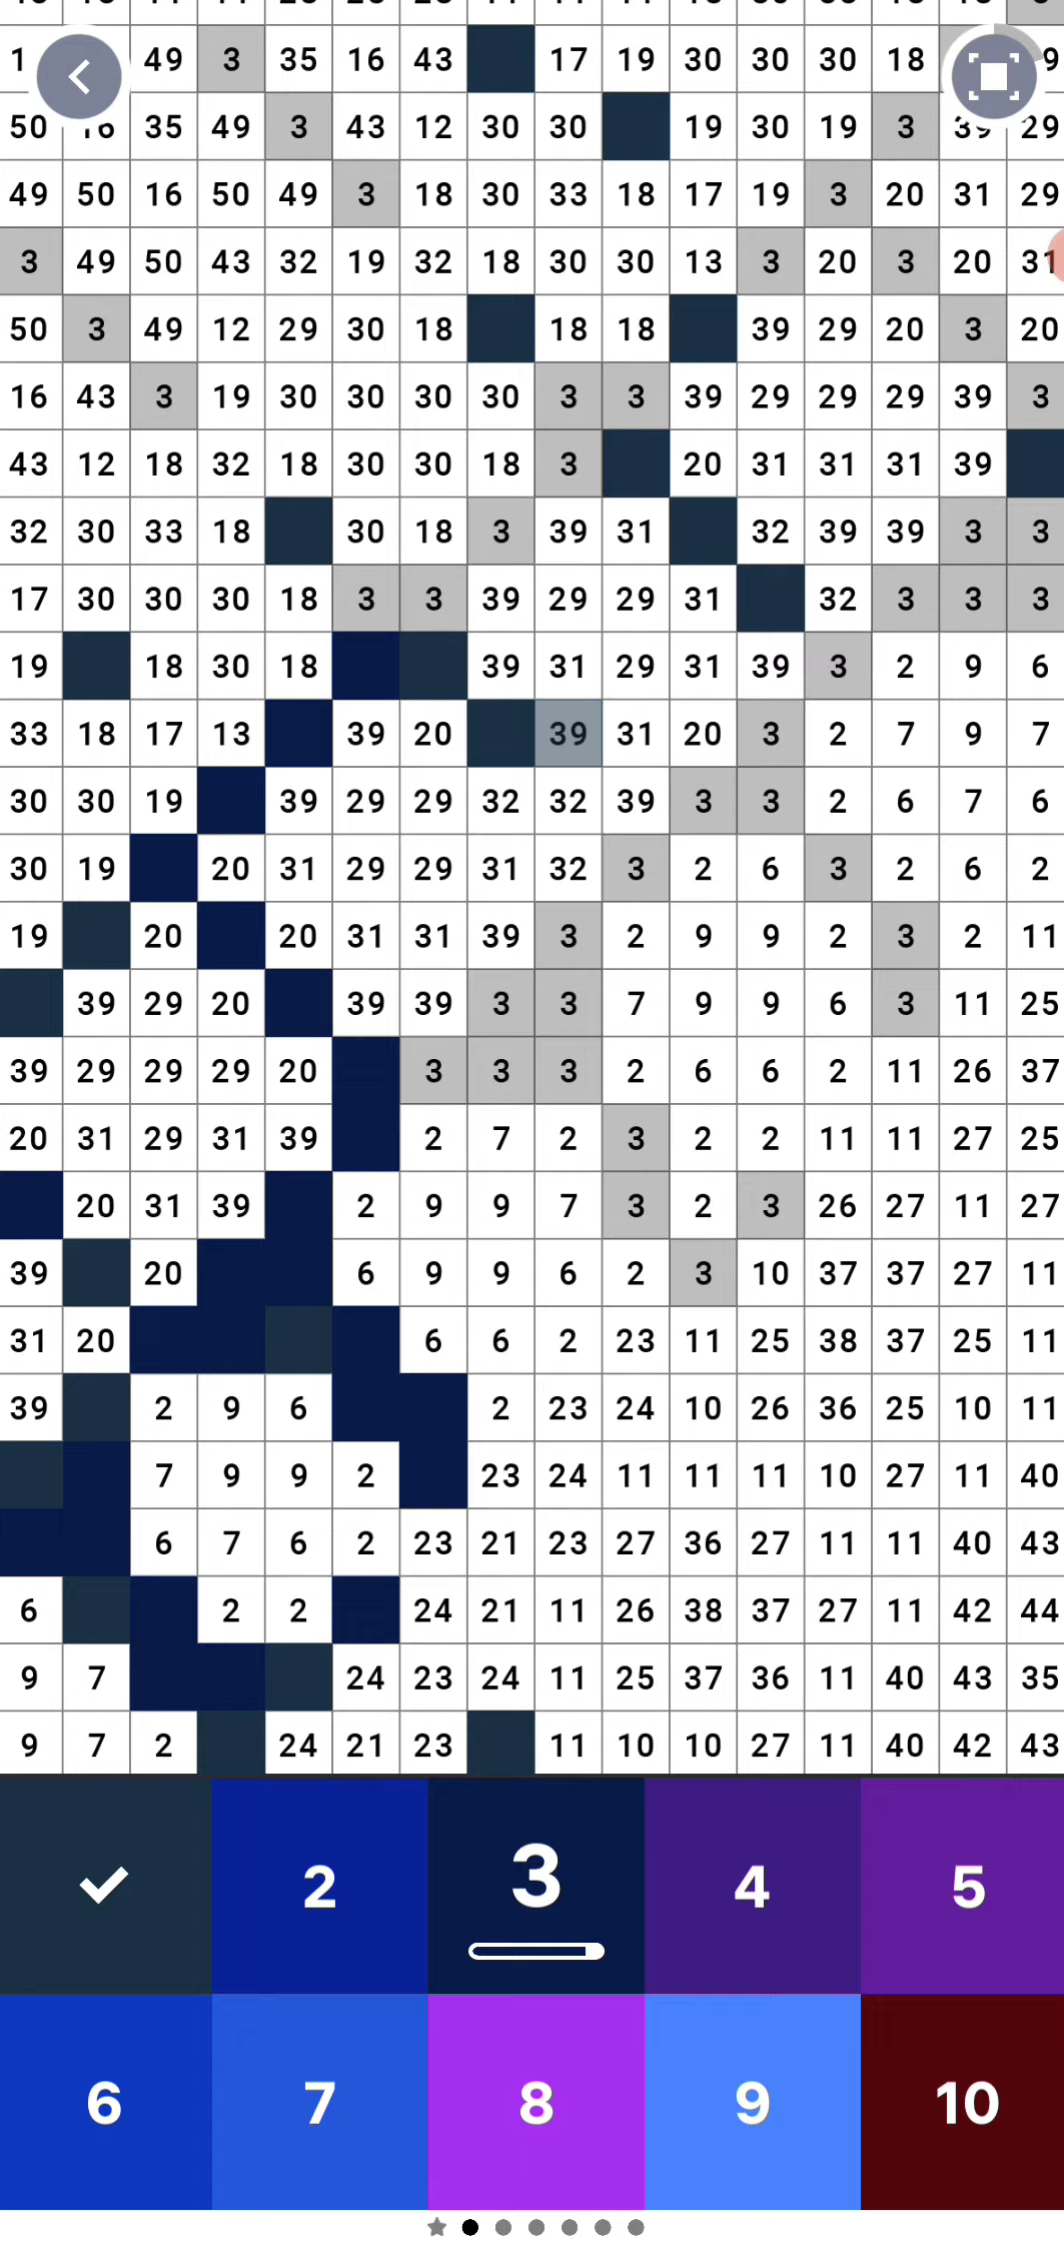 1 49 3 35 16 43 17 19 30 30 30 18 9
50 16 35 49 3 43 12 30 30 19 30 19 3 39 29
49 50 16 50 49 3 18 30 33 18 17 19 3 20 31 29
3 49 50 43 32 19 32 18 30 30 13 3 20 3 20 31
50 3 49 12 29 30 18 18 18 39 29 20 3 20
16 43 3 19 30 30 30 30 3 3 39 29 29 29 39 3
43 12 18 32 18 30 30 18 3 20 31 31 31 39
32 30 33 18 30 18 3 39 31 32 39 39 3 3
17 30 30 30 18 3 3 39 29 29 31 32 3 3 3
19 18 30 18 39 31 29 31 39 3 2 9 6
33 18 17 13 39 20 39 31 20 3 2 7 9 7
30 30 19 39 29 29 32 32 39 3 3 2 6 7 6
30 19 20 31 29 29 31 32 3 2 6 3 2 6 2
19 20 20 31 31 39 3 2 9 9 2 3 2 11
39 29 20 39 39 3 3 7 9 9 6 3 11 25
39 29 29 29 20 3 3 3 2 6 6 2 11 26 37
20 31 29 31 39 2 7 2 3 2 2 11 11 27 25
20 31 39 2 9 9 7 3 2 3 26 27 11 27
39 20 6 9 9 6 2 3 10 37 37 27 11
31 20 6 6 2 23 11 25 38 37 25 11
39 2 9 6 2 23 24 10 26 36 25 10 11
7 9 9 2 23 24 11 11 11 10 27 11 40
6 7 6 2 23 21 23 27 36 27 11 11 40 43
6 2 2 24 21 11 26 38 37 27 11 42 44
9 7 24 23 24 11 25 37 36 11 40 43 35
9 7 2 24 21 23 11 10 10 27 11 40 42 43
2 3 4 5
6 7 8 9 10